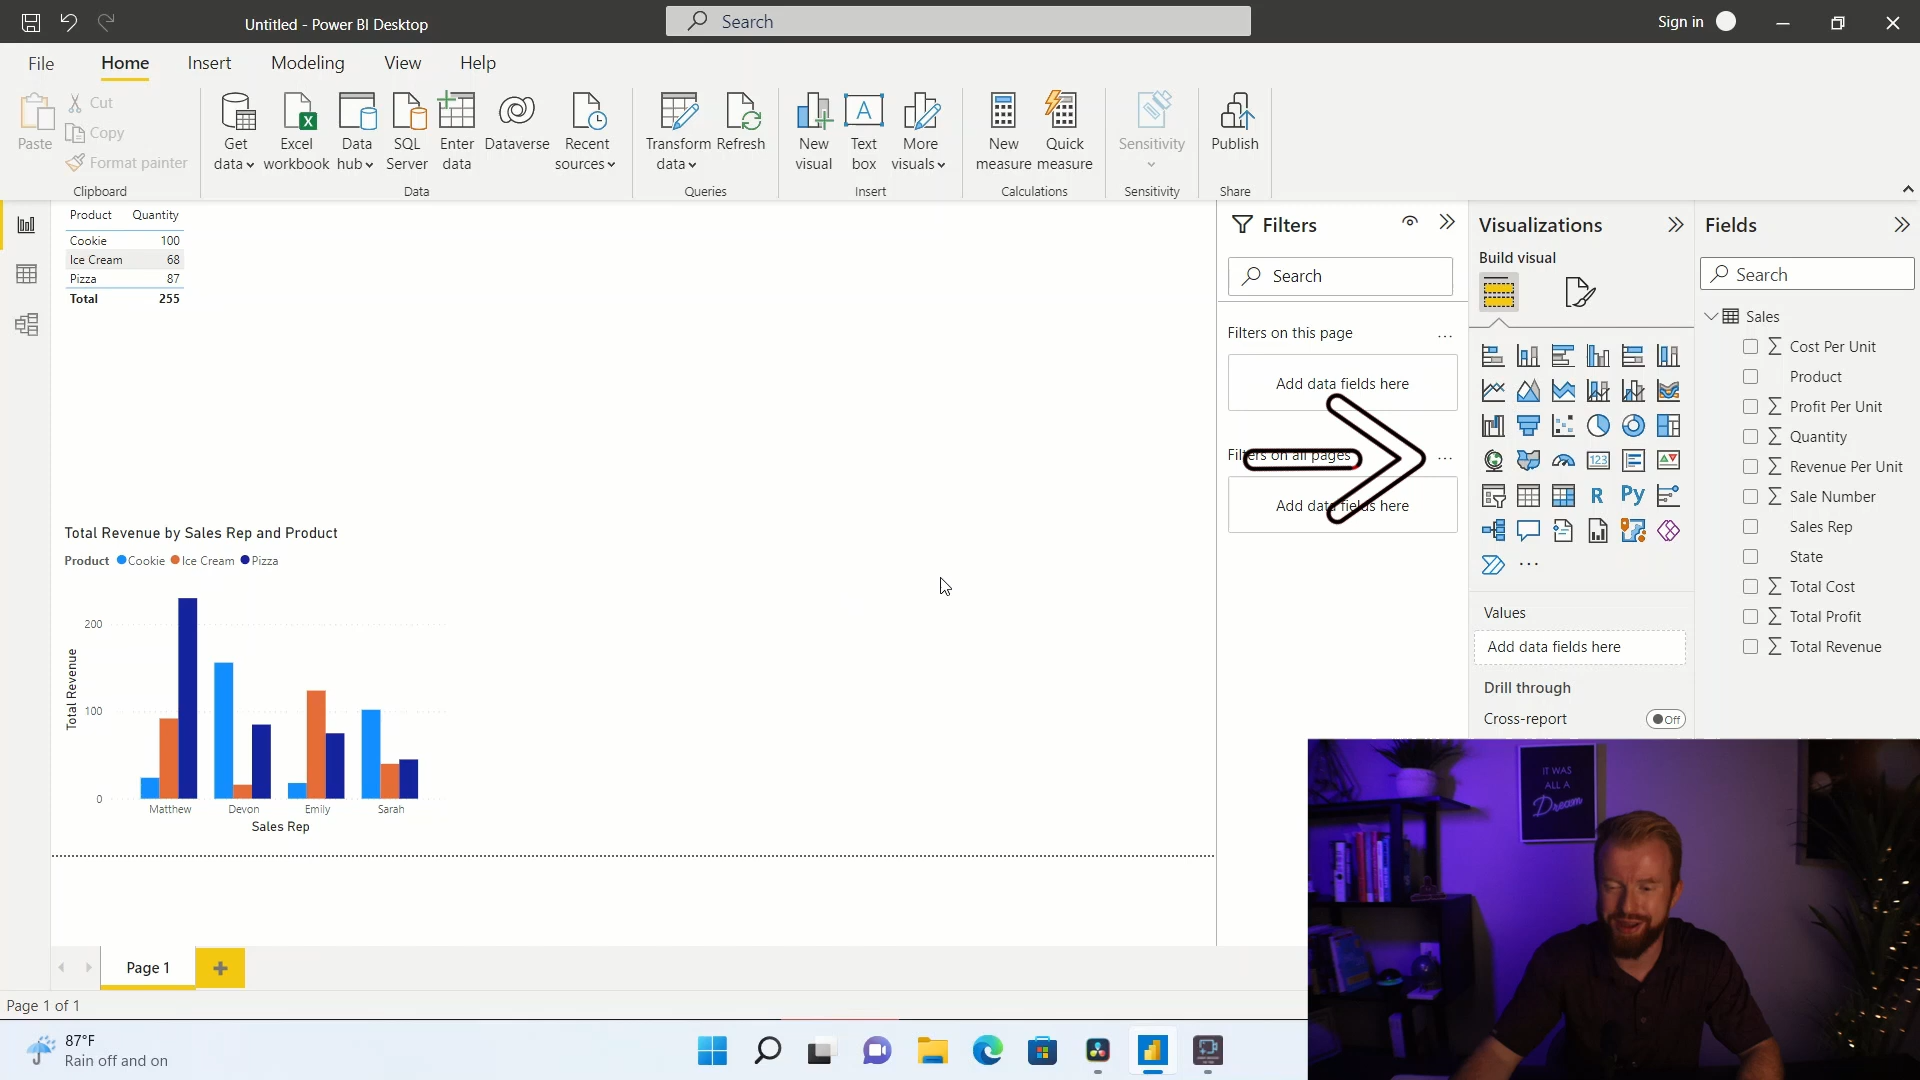 Untitled - Power BI Desktop
Search
Sign in
File Home Insert Modeling View Help
Paste
Cut
Copy
Format painter
Clipboard
Get data
Excel workbook
Data hub
SQL Server
Enter data
Dataverse
Recent sources
Data
Transform data
Refresh
Queries
New visual
Text box
More visuals
Insert
New measure
Quick measure
Calculations
Sensitivity
Sensitivity
Publish
Share
Product Quantity
Cookie 100
Ice Cream 68
Pizza 87
Total 255
Total Revenue by Sales Rep and Product
Product Cookie Ice Cream Pizza
200
100
0
Total Revenue
Matthew Devon Emily Sarah
Sales Rep
Filters
Search
Filters on this page ...
Add data fields here
Filters on all pages ...
Add data fields here
Visualizations
Build visual
123
R Py
...
Values
Add data fields here
Drill through
Cross-report Off
Fields
Search
Sales
Cost Per Unit
Product
Profit Per Unit
Quantity
Revenue Per Unit
Sale Number
Sales Rep
State
Total Cost
Total Profit
Total Revenue
IT WAS
ALL A
Dream
Page 1
Page 1 of 1
87°F
Rain off and on